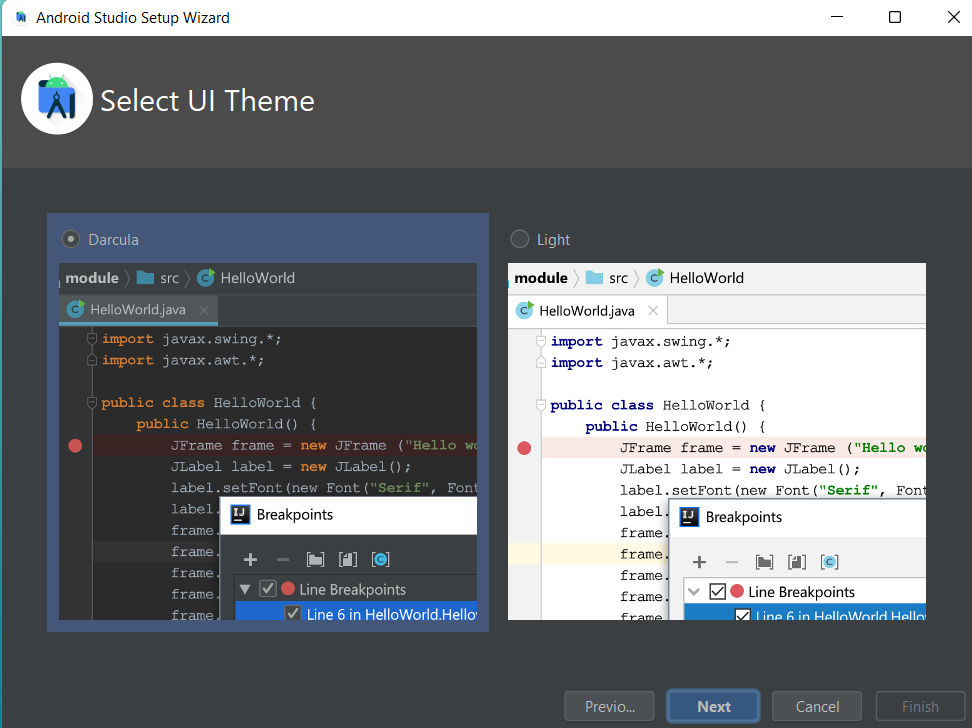 Android Studio Setup Wizard
Select UI Theme
Darcula
module src HelloWorld
HelloWorld.java
import javax.swing.*;
import javax.awt.*;
public class HelloWorld {
public HelloWorld() {
JFrame frame = new JFrame ("Hello wo
JLabel label = new JLabel();
label.setFont(new Font("Serif", Font
label.
frame.
frame.
frame.
frame.
frame.
Breakpoints
Line Breakpoints
Line 6 in HelloWorld.Hello
Light
module src HelloWorld
HelloWorld.java
import javax.swing.*;
import javax.awt.*;
public class HelloWorld {
public HelloWorld() {
JFrame frame = new JFrame ("Hello wo
JLabel label = new JLabel();
label.setFont(new Font("Serif", Font
label.
frame.
frame.
frame.
frame.
frame
Breakpoints
Line Breakpoints
Line 6 in HelloWorld.Hello
Previo... Next Cancel Finish